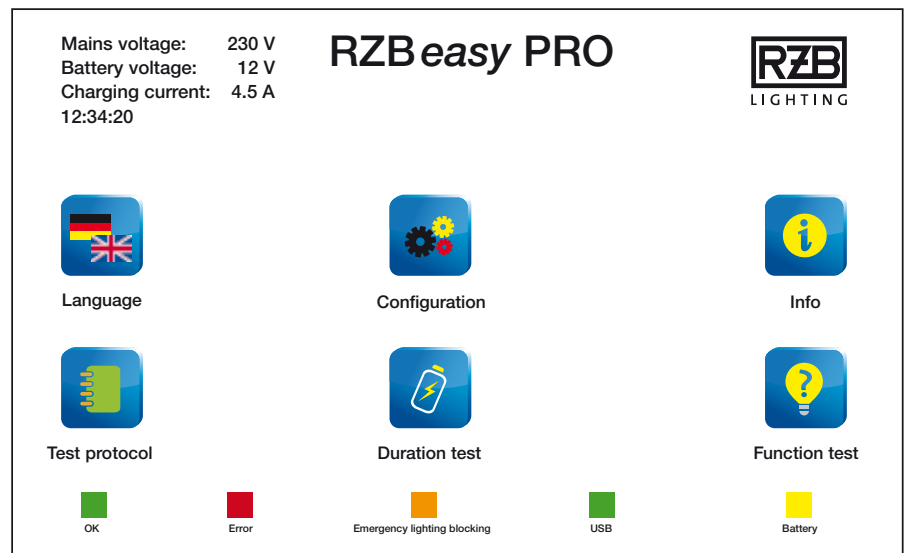 Mains voltage: 230 V
Battery voltage: 12 V
Charging current: 4.5 A
12:34:20
RZBeasy PRO
RZB
LIGHTING
Language
Configuration
Info
Test protocol
Duration test
Function test
OK
Error
Emergency lighting blocking
USB
Battery